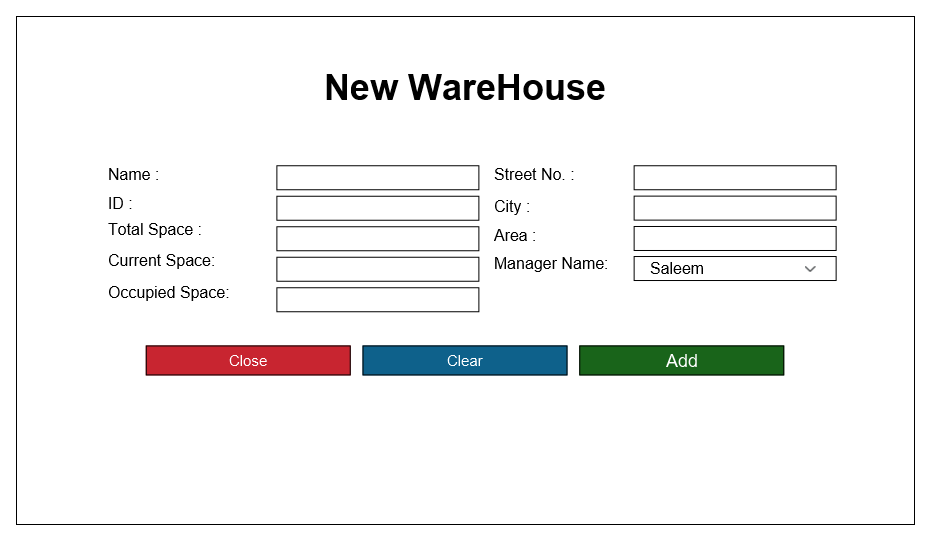 New WareHouse
Name :
ID :
Total Space :
Current Space:
Occupied Space:
Street No. :
City :
Area :
Manager Name:
Saleem
Close
Clear
Add